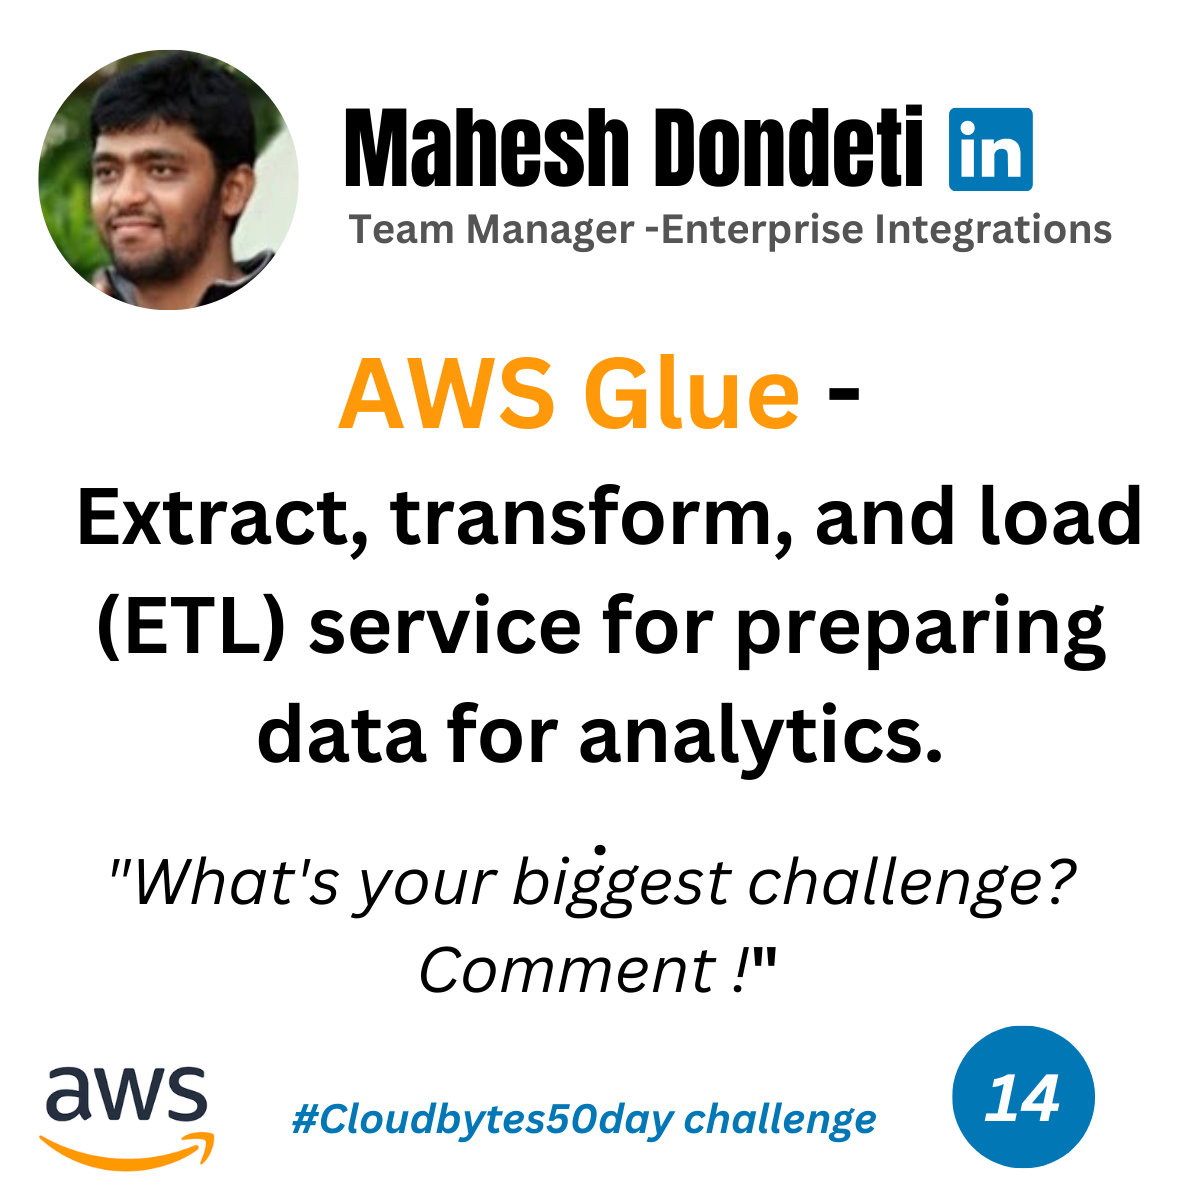 Mahesh Dondeti in
Team Manager -Enterprise Integrations
AWS Glue -
Extract, transform, and load
(ETL) service for preparing
data for analytics.
.
"What's your biggest challenge?
Comment !"
aws
#Cloudbytes50day challenge
14